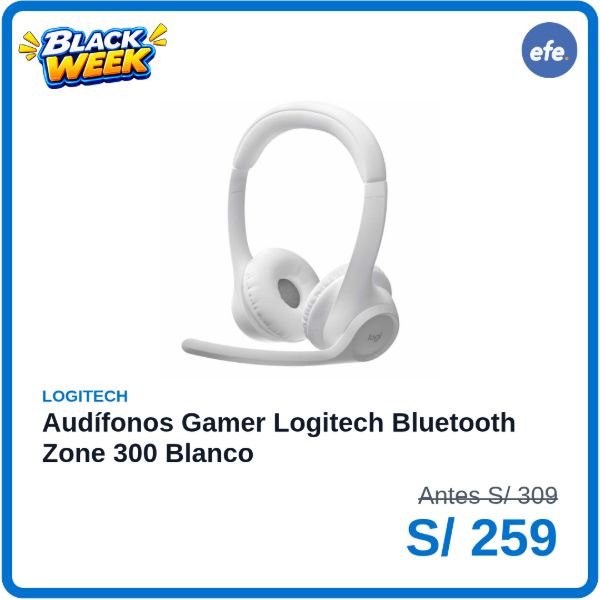 BLACK
WEEK
efe.
logi
LOGITECH
Audífonos Gamer Logitech Bluetooth
Zone 300 Blanco
Antes S/ 309
S/ 259